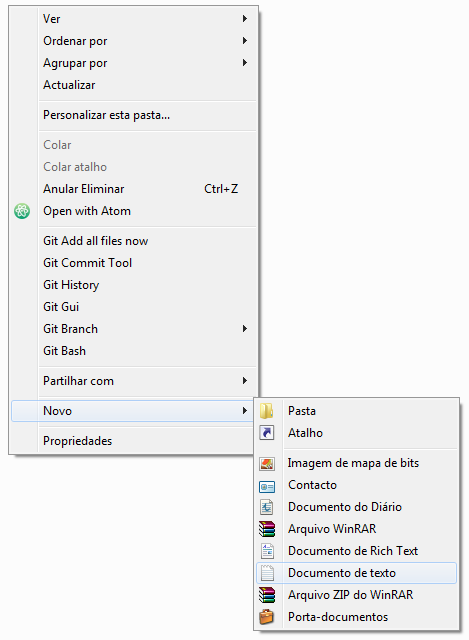 Ver
Ordenar por
Agrupar por
Actualizar
Personalizar esta pasta...
Colar
Colar atalho
Anular Eliminar Ctrl+Z
Open with Atom
Git Add all files now
Git Commit Tool
Git History
Git Gui
Git Branch
Git Bash
Partilhar com
Novo
Propriedades
Pasta
Atalho
Imagem de mapa de bits
Contacto
Documento do Diário
Arquivo WinRAR
Documento de Rich Text
Documento de texto
Arquivo ZIP do WinRAR
Porta-documentos